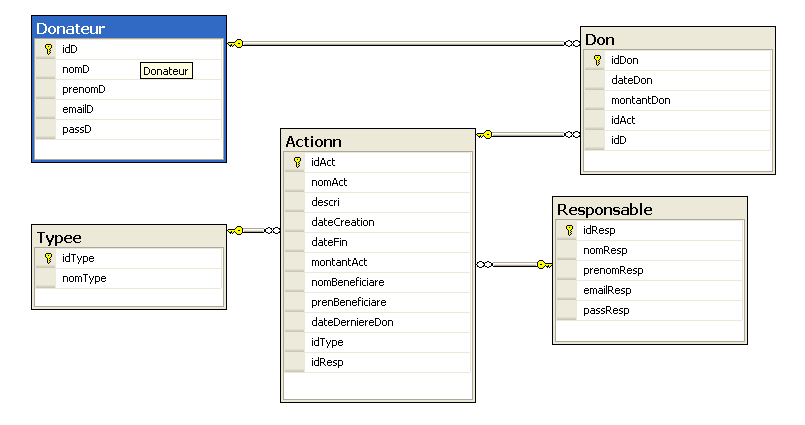 Donateur
idD
nomD
Donateur
prenomD
emailD
passD
Don
idDon
dateDon
montantDon
idAct
idD
Actionn
idAct
nomAct
descri
dateCreation
dateFin
montantAct
nomBeneficiare
prenBeneficiare
dateDerniereDon
idType
idResp
Typee
idType
nomType
Responsable
idResp
nomResp
prenomResp
emailResp
passResp